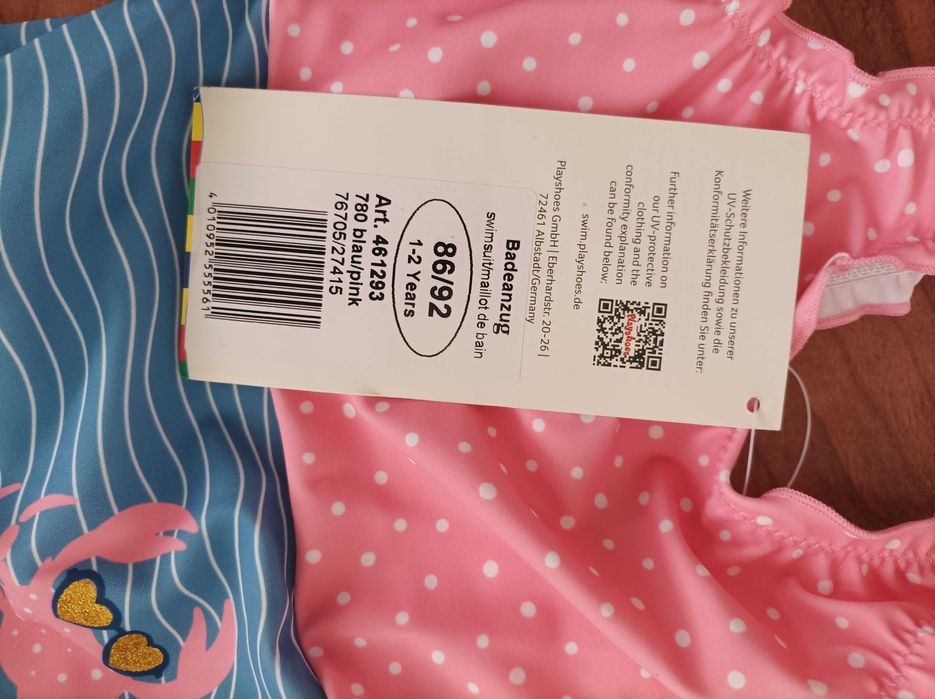 Weitere Informationen zu unserer
UV-Schutzbekleidung sowie die
Konformitätserklärung finden Sie unter:
Further information on
our UV-protective
clothing and the
conformity explanation
can be found below:
swim.playshoes.de
Playshoes
Playshoes GmbH | Eberhardstr. 20-26 |
72461 Albstadt/Germany
Badeanzug
swimsuit/maillot de bain
86/92
1-2 Years
Art. 461293
780 blau/pink
76705/27415
4 010952 555561